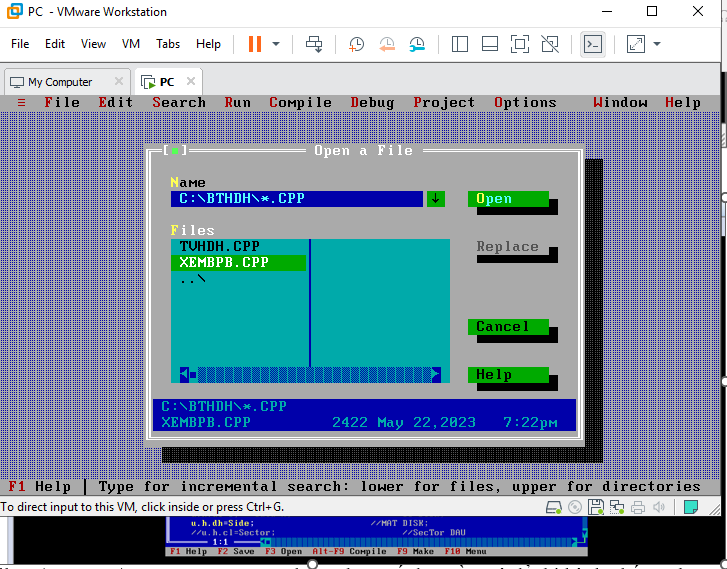 PC - VMware Workstation
File Edit View VM Tabs Help
My Computer PC
≡ File Edit Search Run Compile Debug Project Options Window Help
Open a File
Name
C:\BTHDH\*.CPP
Open
Files
TVHDH.CPP
Replace
XEMBPB.CPP
..\
Cancel
Help
C:\BTHDH\*.CPP
XEMBPB.CPP 2422 May 22,2023 7:22pm
F1 Help | Type for incremental search: lower for files, upper for directories
To direct input to this VM, click inside or press Ctrl+G.
u.h.dh=Side; //MAT DISK;
//u.h.cl=Sector; //SecTor DAU
1:1
F1 Help F2 Save F3 Open Alt-F9 Compile F9 Make F10 Menu